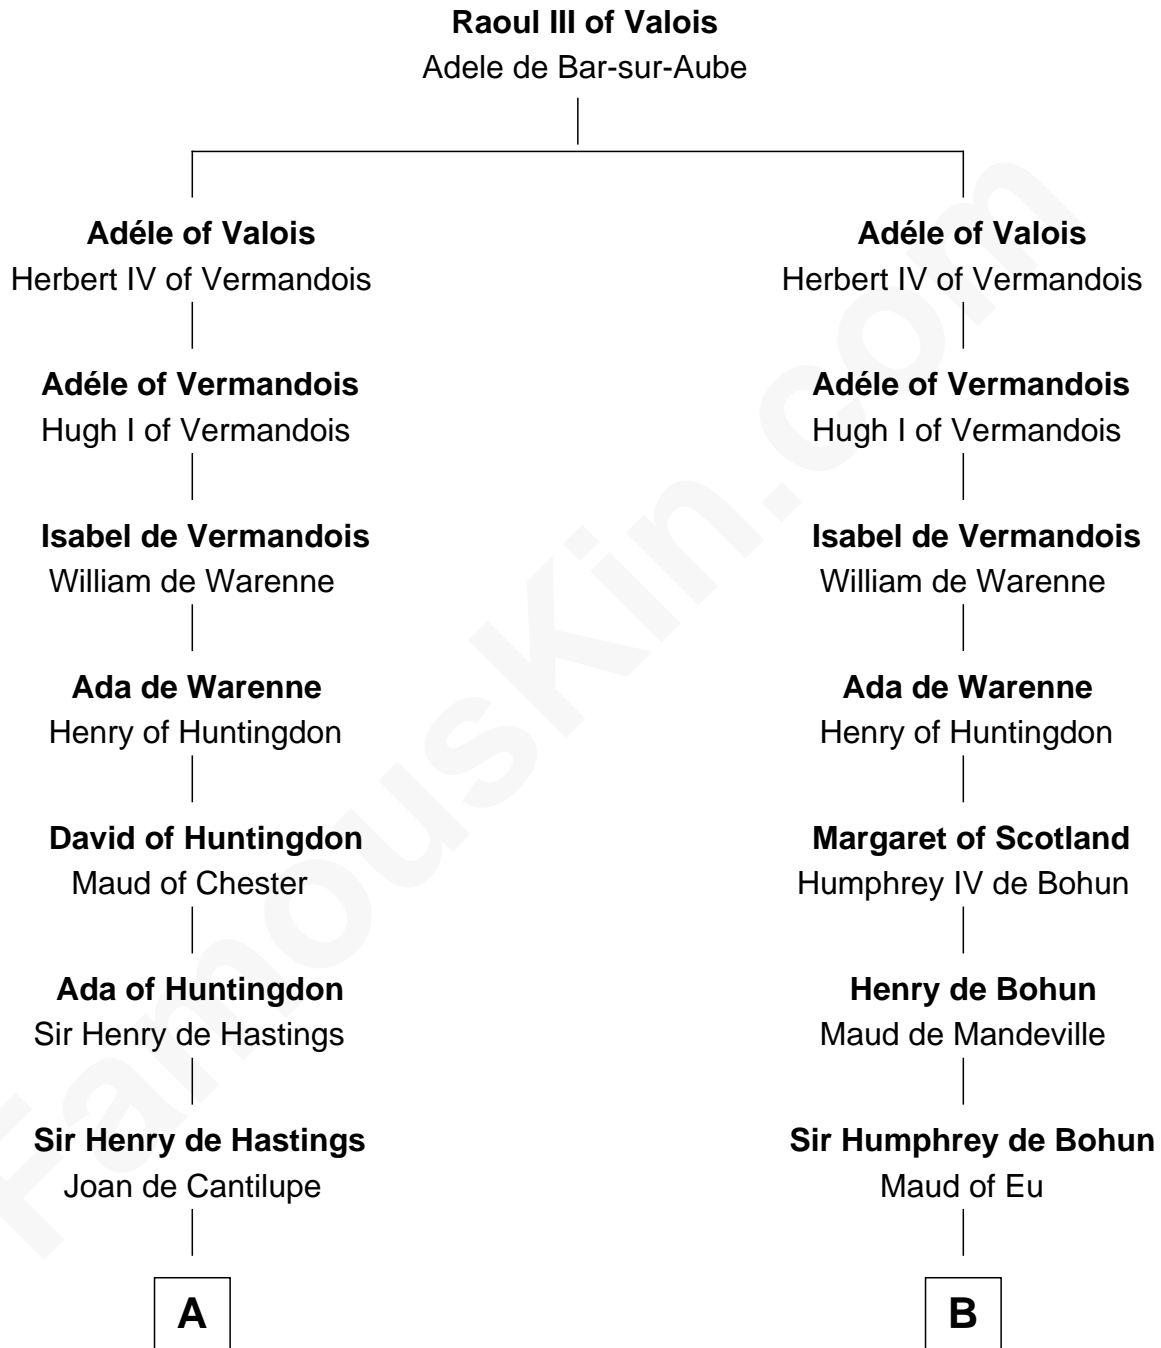 Raoul III of Valois
Adele de Bar-sur-Aube
Adéle of Valois
Herbert IV of Vermandois
Adéle of Valois
Herbert IV of Vermandois
Adéle of Vermandois
Hugh I of Vermandois
Adéle of Vermandois
Hugh I of Vermandois
Isabel de Vermandois
William de Warenne
Isabel de Vermandois
William de Warenne
Ada de Warenne
Henry of Huntingdon
Ada de Warenne
Henry of Huntingdon
David of Huntingdon
Maud of Chester
Margaret of Scotland
Humphrey IV de Bohun
Ada of Huntingdon
Sir Henry de Hastings
Henry de Bohun
Maud de Mandeville
Sir Henry de Hastings
Joan de Cantilupe
Sir Humphrey de Bohun
Maud of Eu
A
B
FamousKin.com